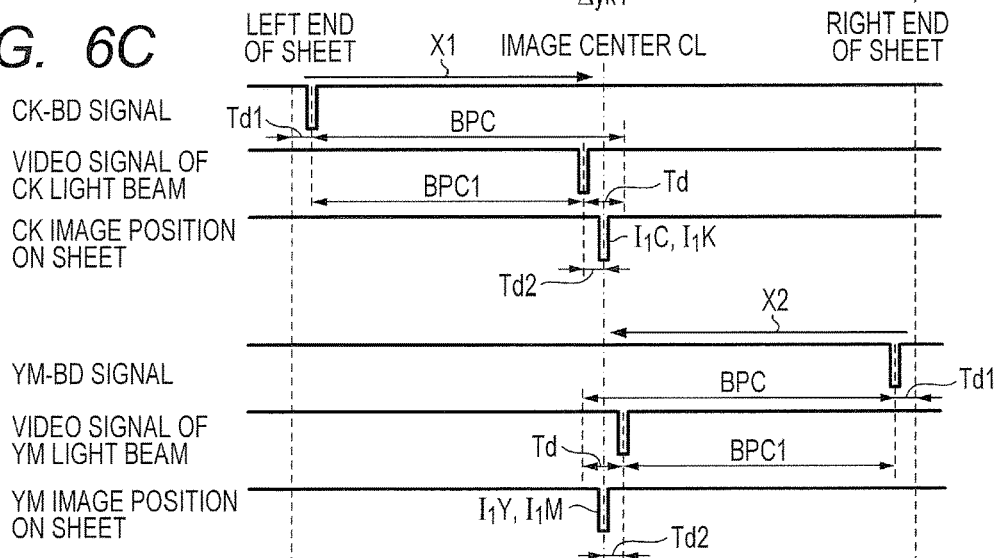 G. 6C
LEFT END
OF SHEET
X1
IMAGE CENTER CL
RIGHT END
OF SHEET
CK-BD SIGNAL
Td1
BPC
VIDEO SIGNAL OF
CK LIGHT BEAM
BPC1
Td
CK IMAGE POSITION
ON SHEET
I₁C, I₁K
Td2
X2
YM-BD SIGNAL
BPC
Td1
VIDEO SIGNAL OF
YM LIGHT BEAM
Td
BPC1
YM IMAGE POSITION
ON SHEET
I₁Y, I₁M
Td2